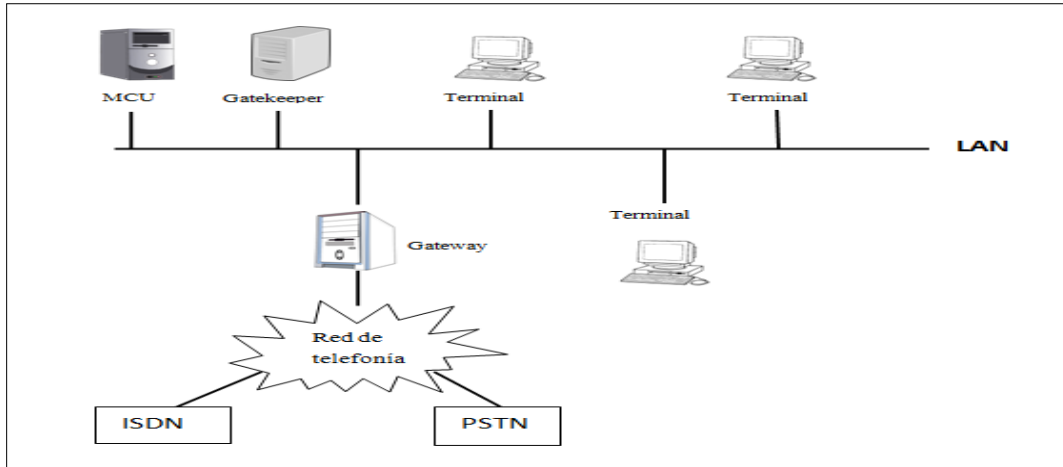 MCU
Gatekeeper
Terminal
Terminal
LAN
Terminal
Gateway
Red de
telefonía
ISDN
PSTN